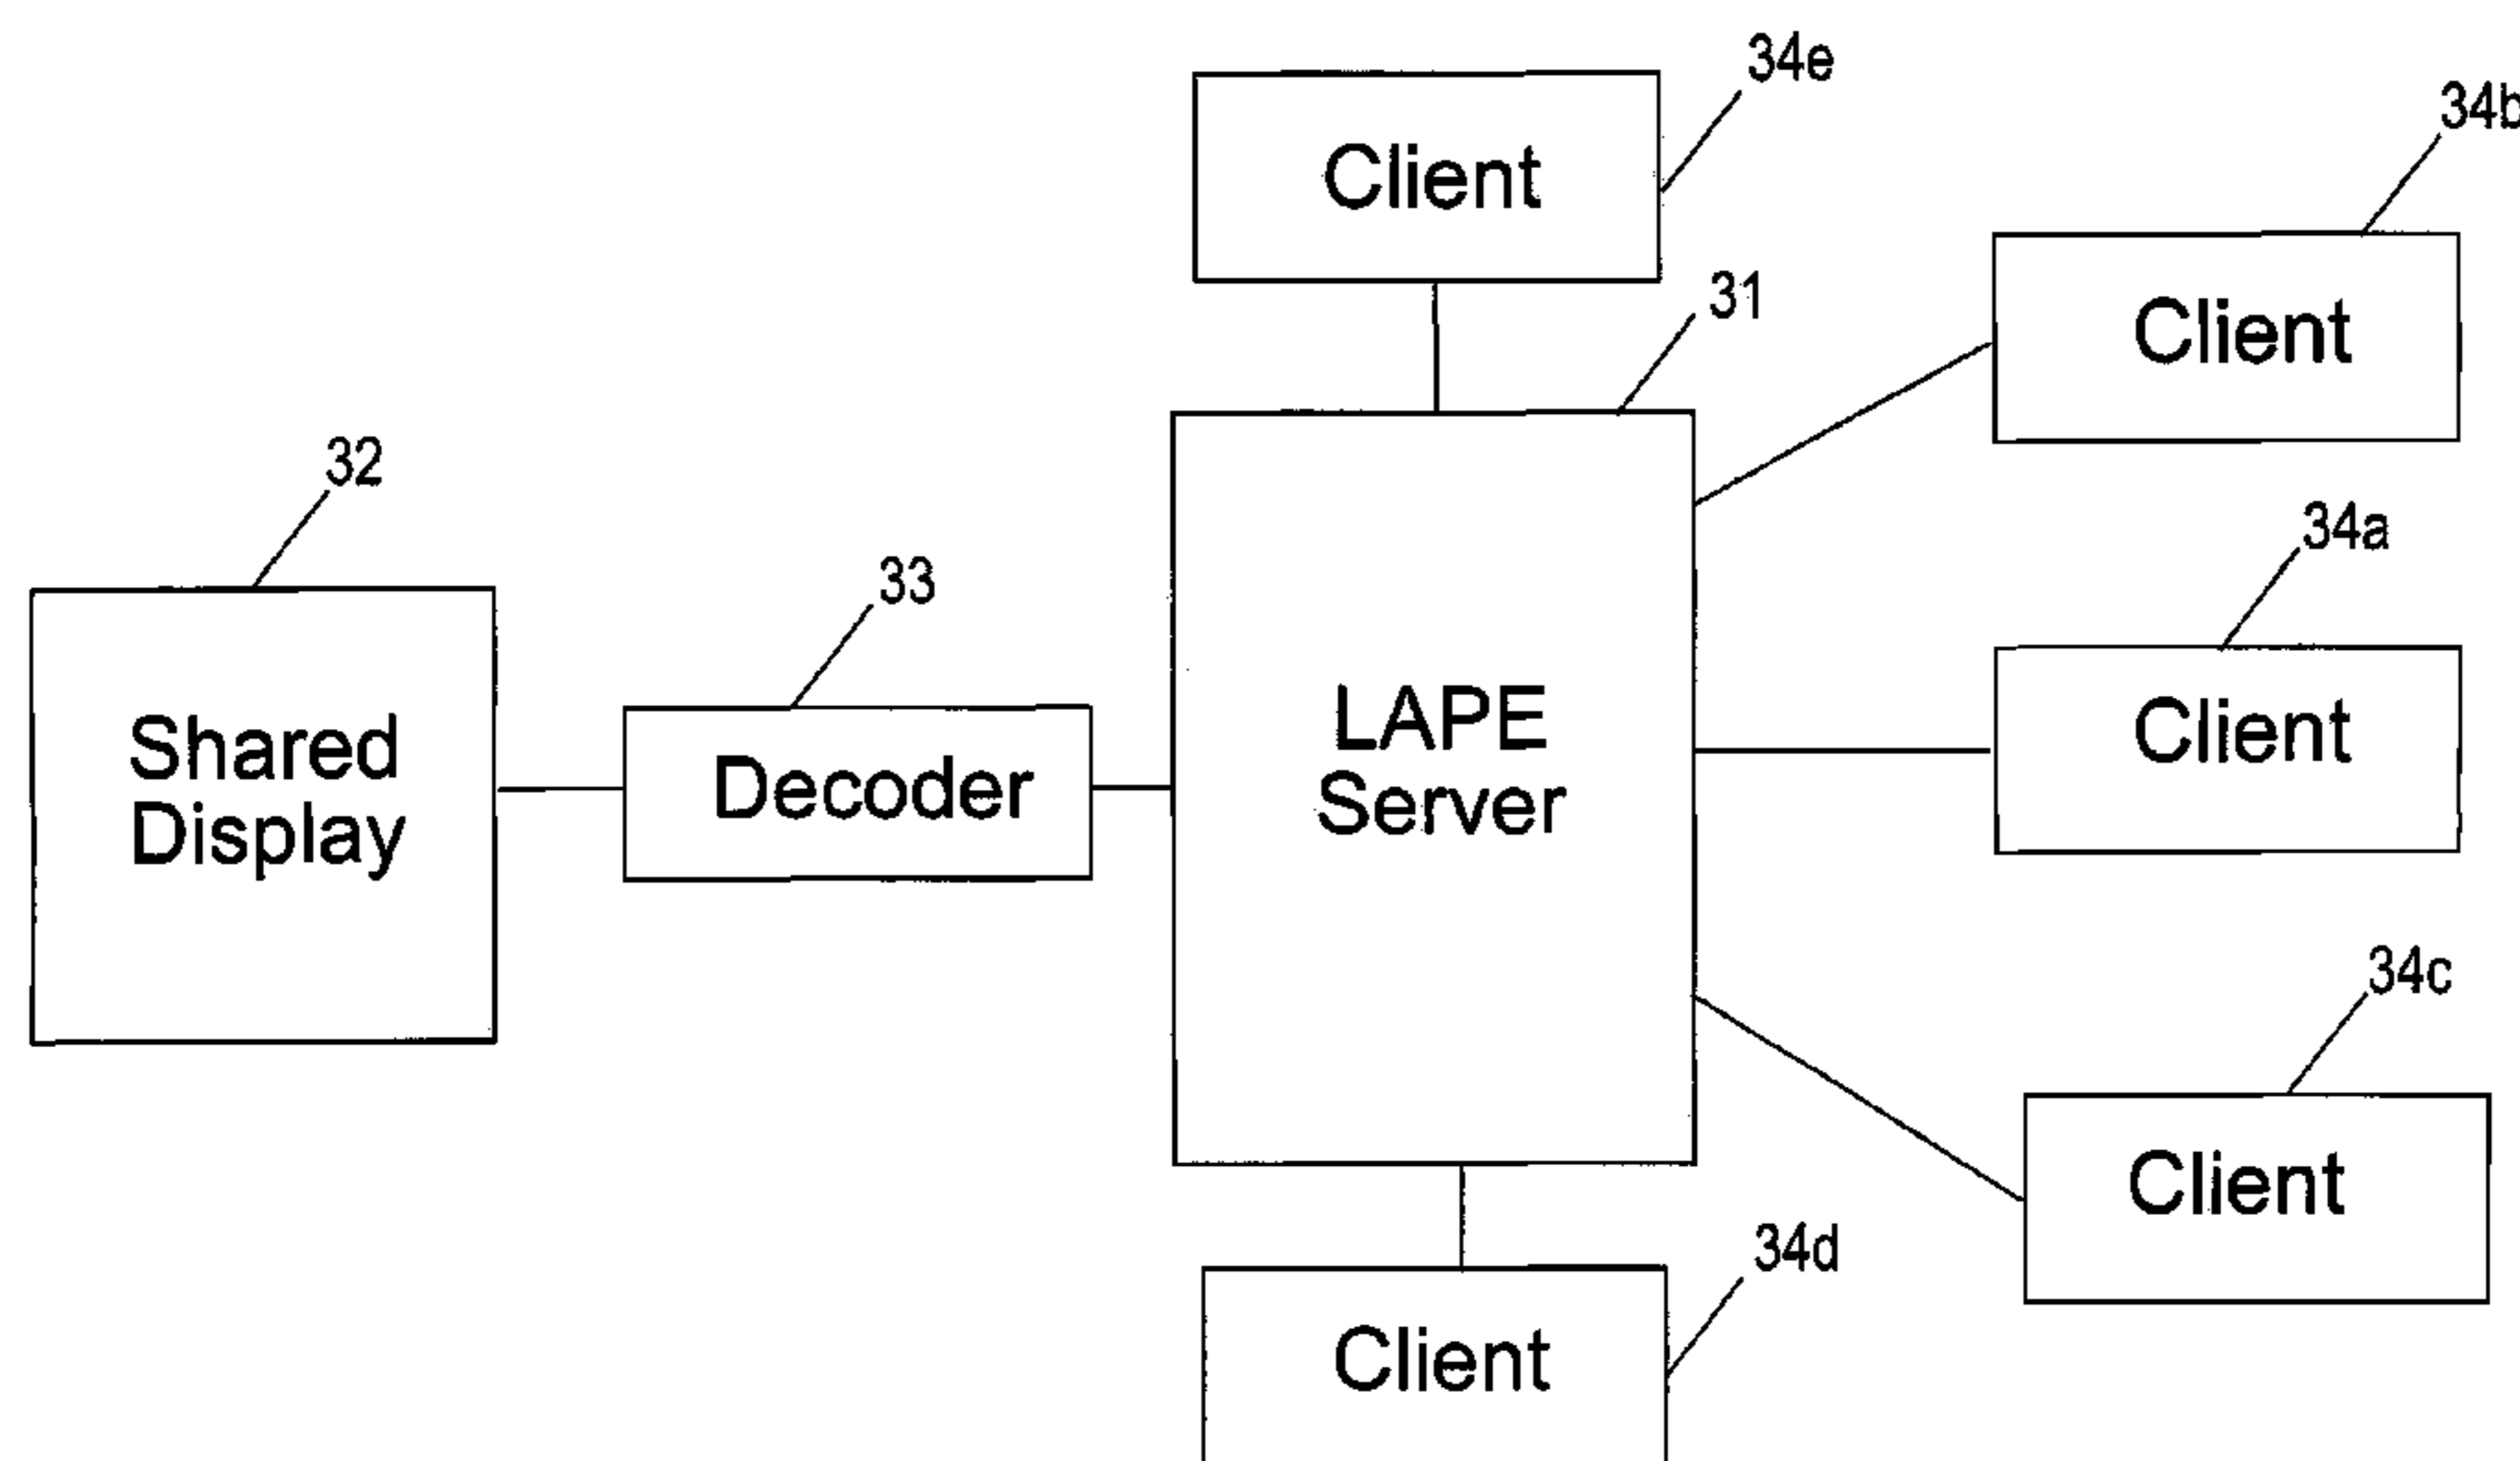 34e
Client
34b
Client
31
32
33
34a
Client
Shared
Display
Decoder
LAPE
Server
34c
Client
34d
Client